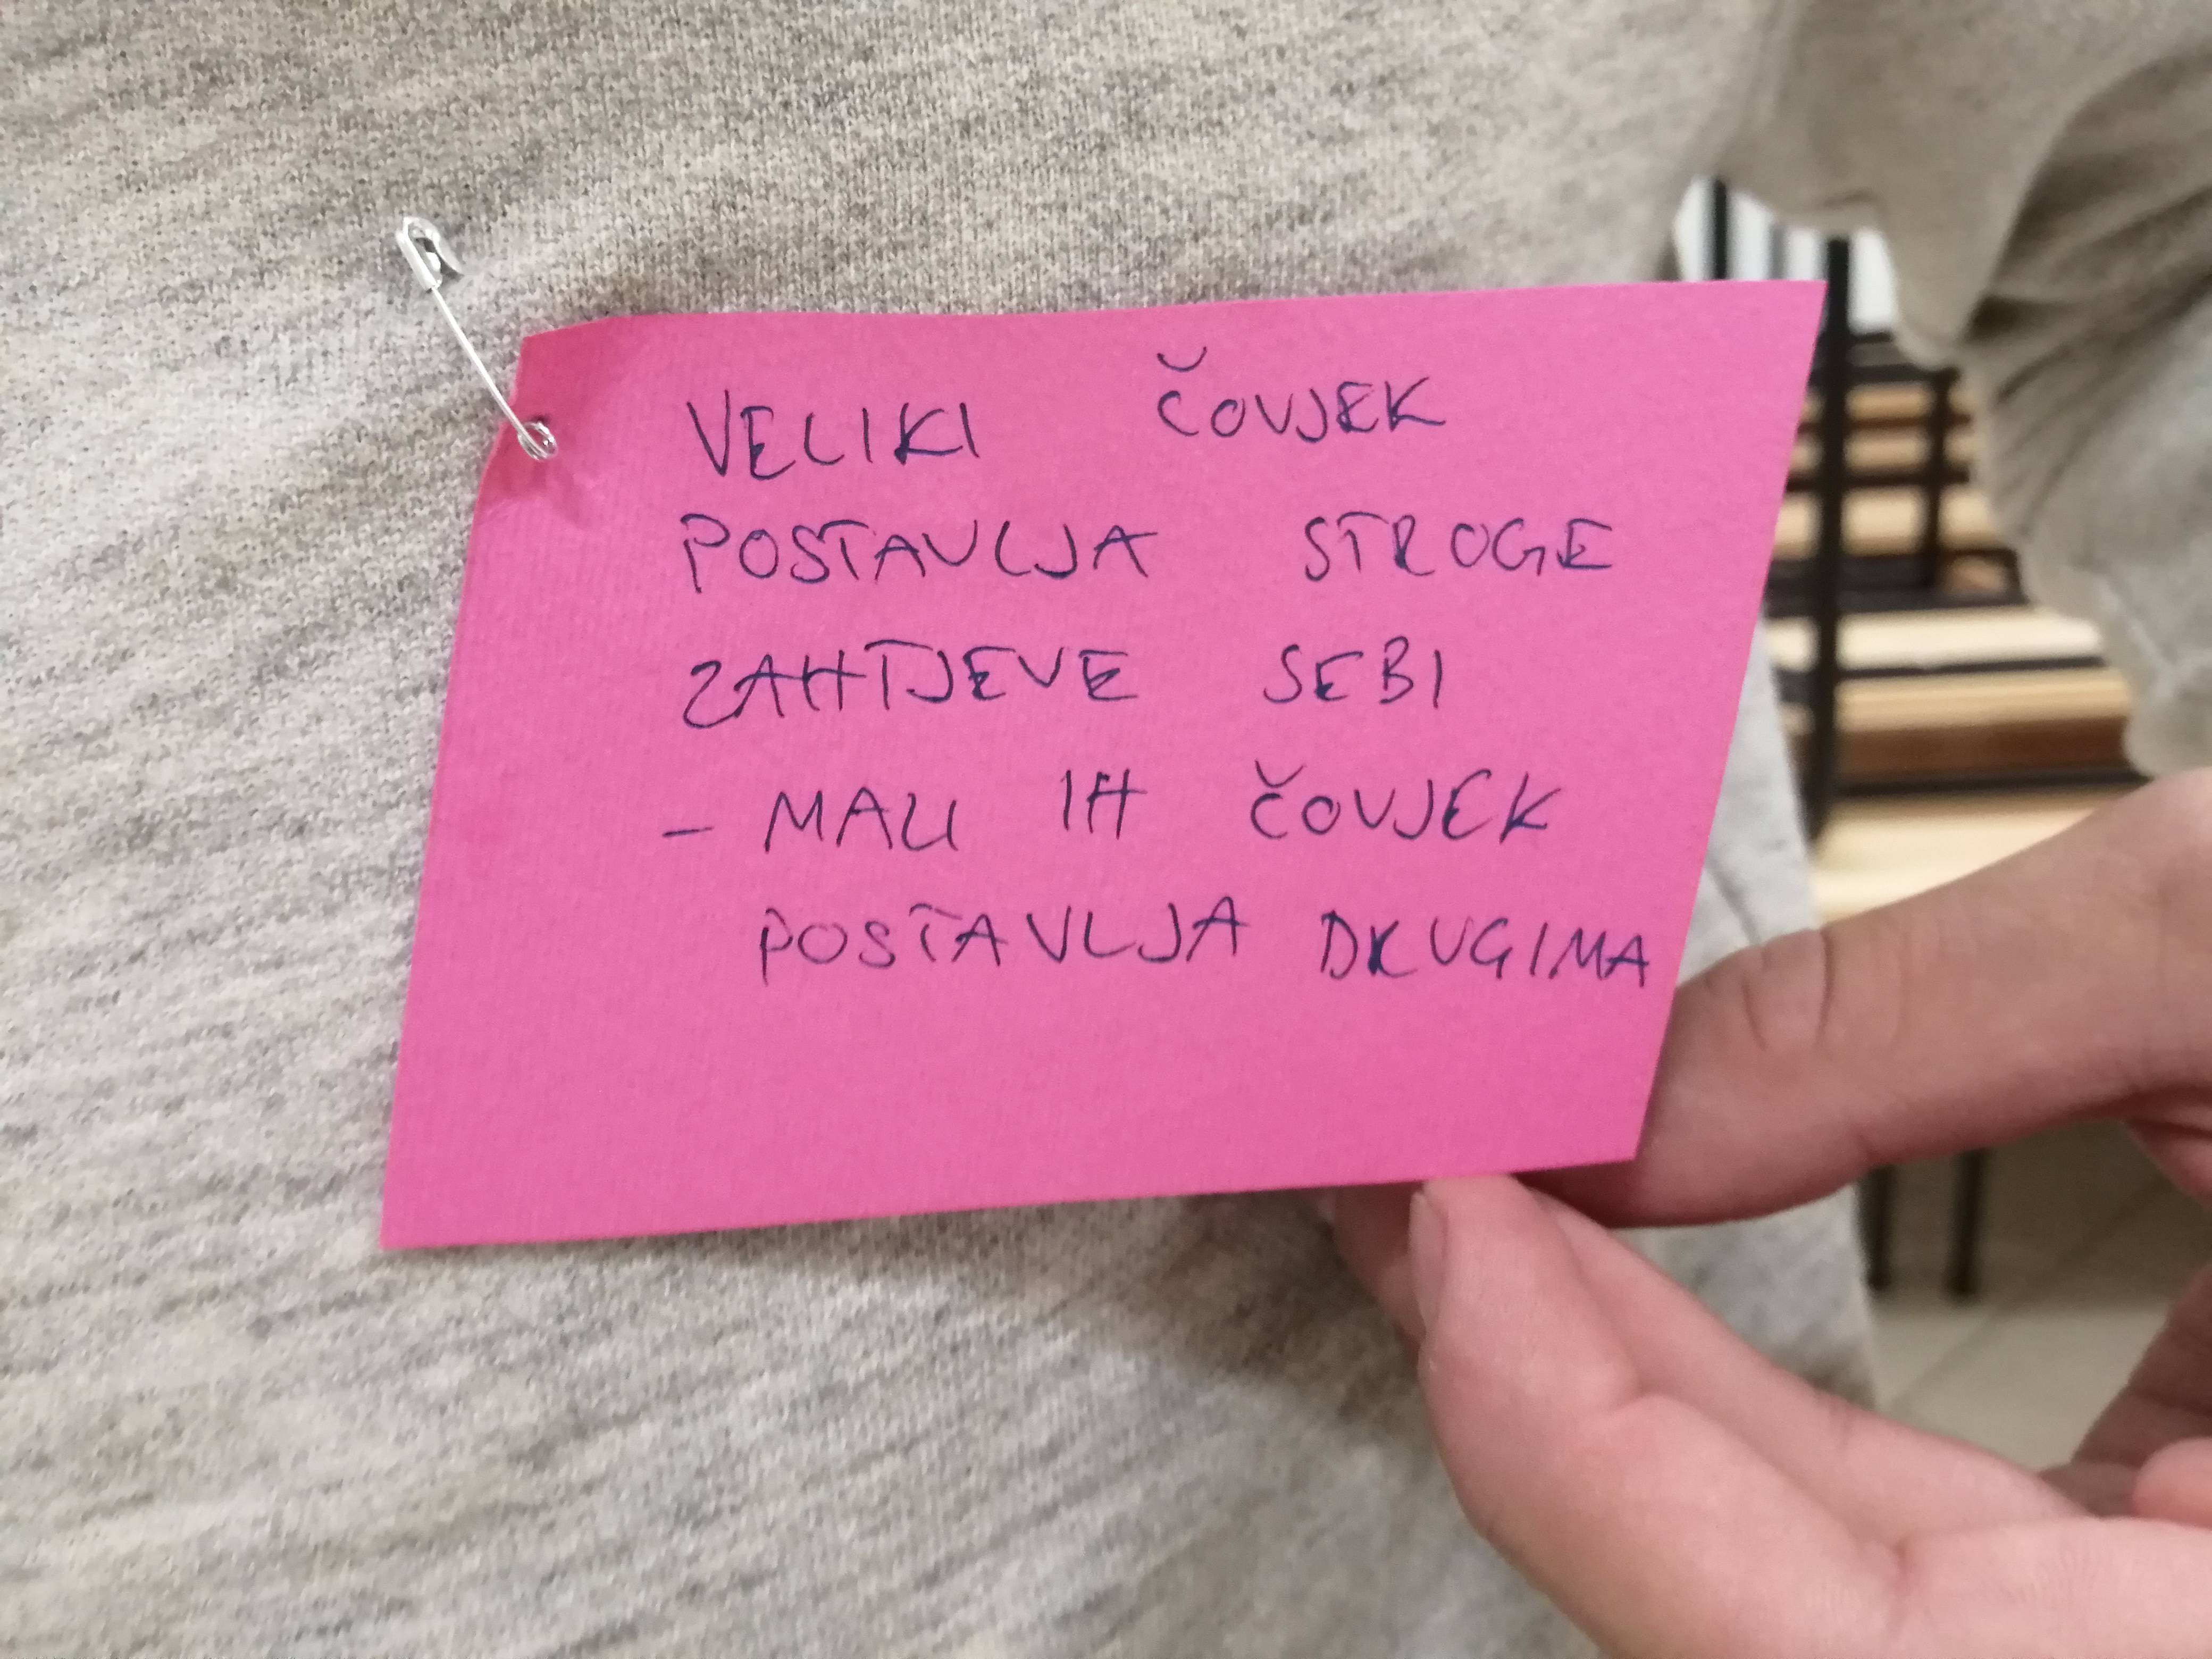 VELIKI ČOVJEK
POSTAVLJA STROGE
ZAHTJEVE SEBI
- MALI IH ČOVJEK
POSTAVLJA DRUGIMA